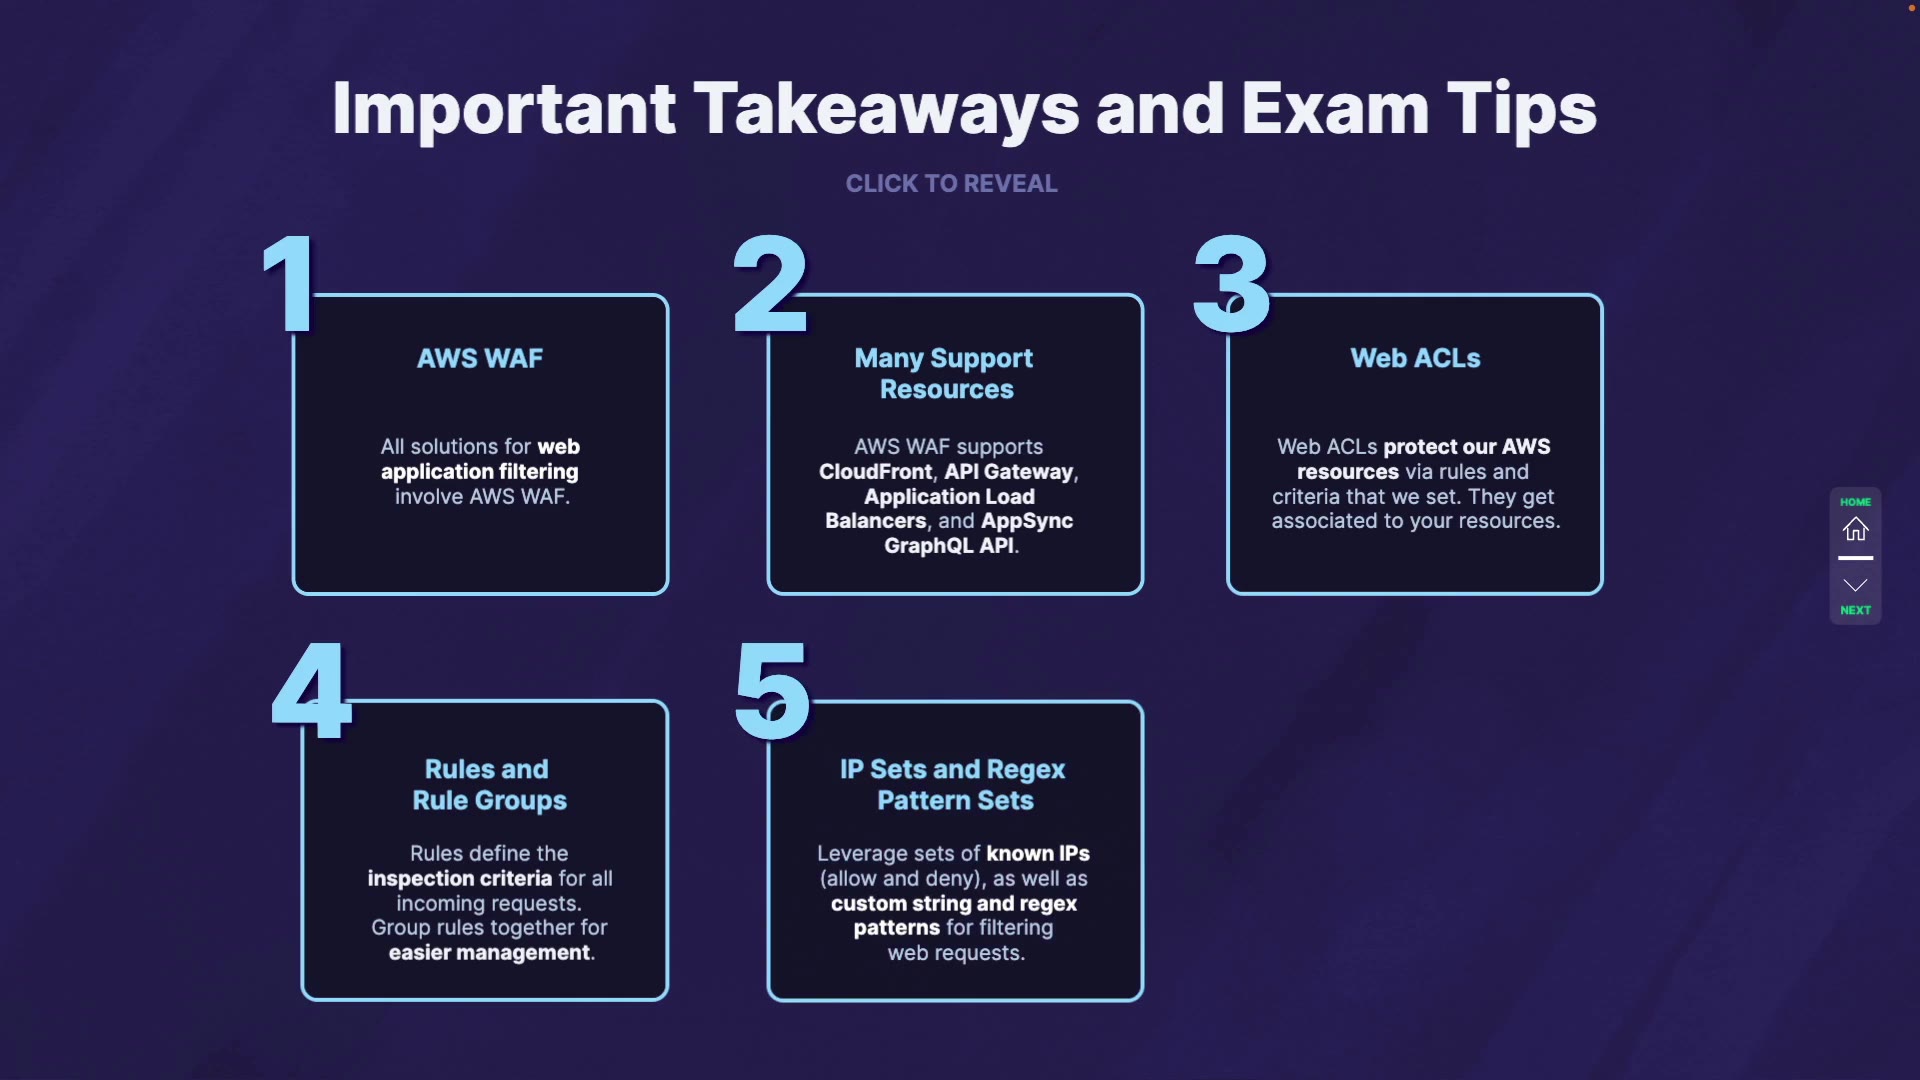 Important Takeaways and Exam Tips
CLICK TO REVEAL
1
AWS WAF
All solutions for web
application filtering
involve AWS WAF.
2
Many Support
Resources
AWS WAF supports
CloudFront, API Gateway,
Application Load
Balancers, and AppSync
GraphQL API.
3
Web ACLs
Web ACLs protect our AWS
resources via rules and
criteria that we set. They get
associated to your resources.
4
Rules and
Rule Groups
Rules define the
inspection criteria for all
incoming requests.
Group rules together for
easier management.
5
IP Sets and Regex
Pattern Sets
Leverage sets of known IPs
(allow and deny), as well as
custom string and regex
patterns for filtering
web requests.
HOME
NEXT